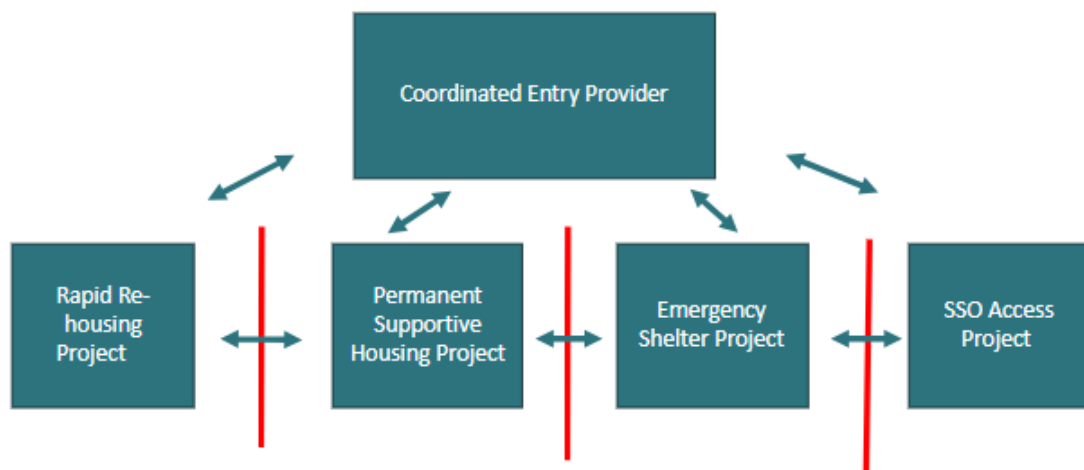 Coordinated Entry Provider
Rapid Re-
housing
Project
Permanent
Supportive
Housing Project
Emergency
Shelter Project
SSO Access
Project